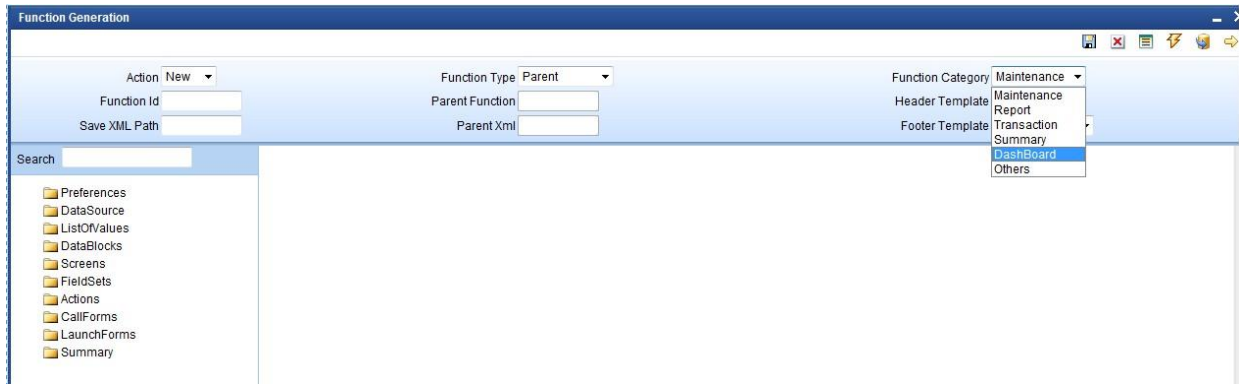 Function Generation
Action New Function Type Parent Function Category Maintenance
Function Id Parent Function Header Template
Save XML Path Parent Xml Footer Template
Maintenance
Report
Transaction
Summary
DashBoard
Others
Search
Preferences
DataSource
ListOfValues
DataBlocks
Screens
FieldSets
Actions
CallForms
LaunchForms
Summary